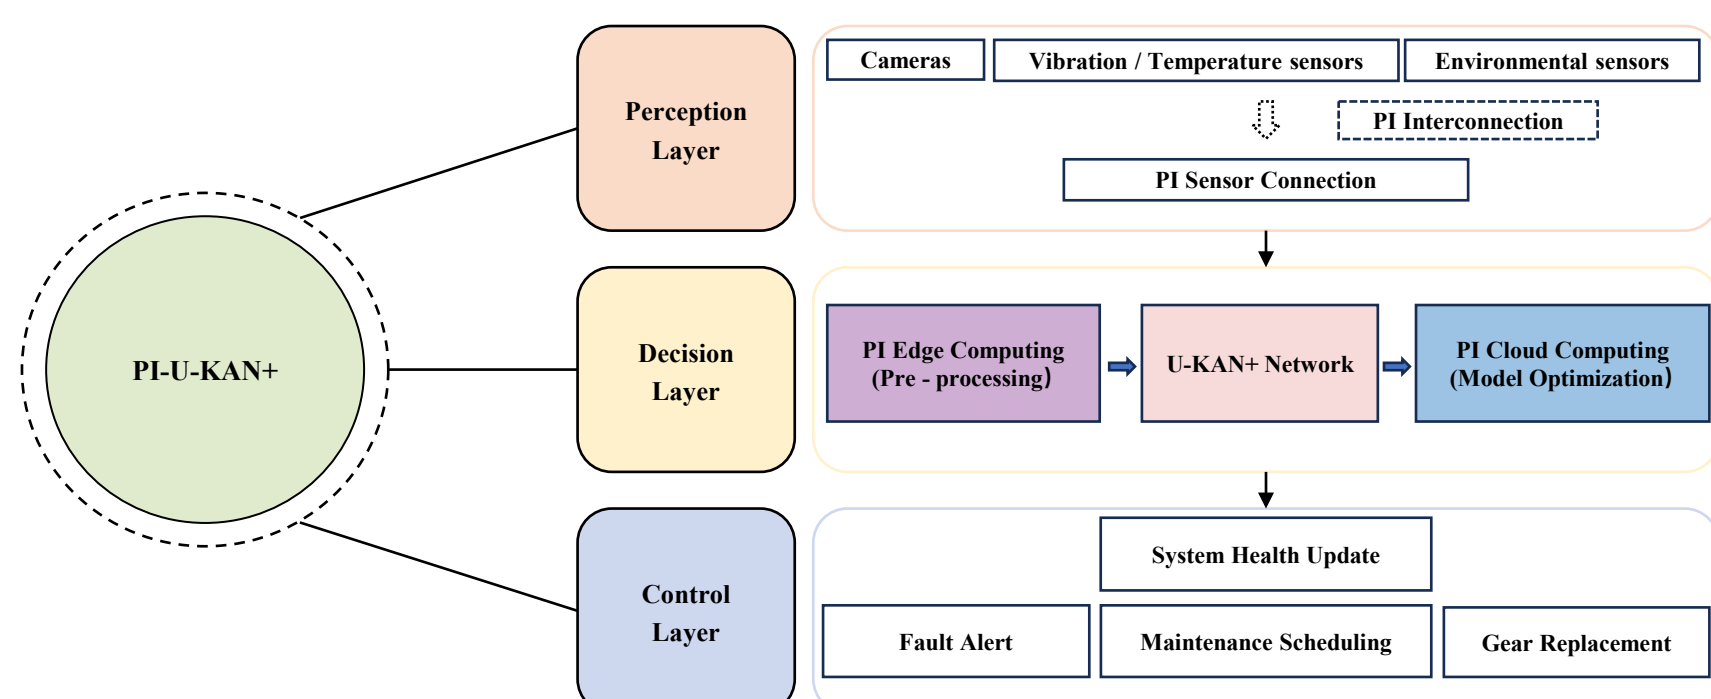 PI-U-KAN+
Perception
Layer
Cameras
Vibration / Temperature sensors
Environmental sensors
PI Interconnection
PI Sensor Connection
Decision
Layer
PI Edge Computing
(Pre - processing)
U-KAN+ Network
PI Cloud Computing
(Model Optimization)
Control
Layer
System Health Update
Fault Alert
Maintenance Scheduling
Gear Replacement